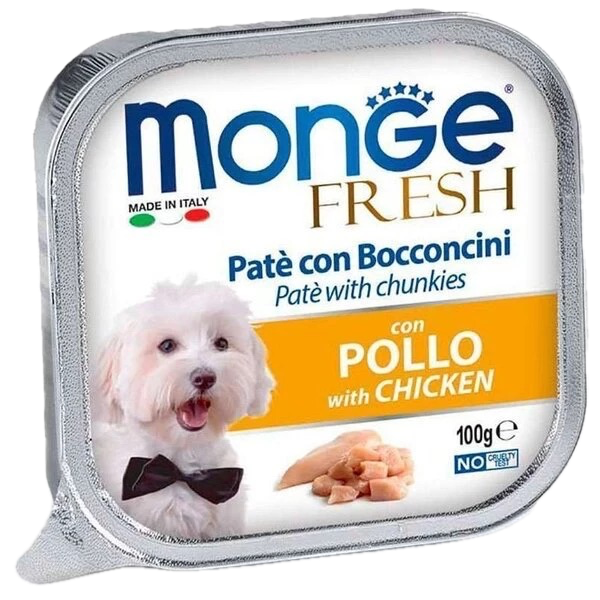 monge®
MADE IN ITALY
FRESH
Patè con Bocconcini
Patè with chunkies
con
POLLO
with CHICKEN
100g ℮
NO CRUELTY
TEST